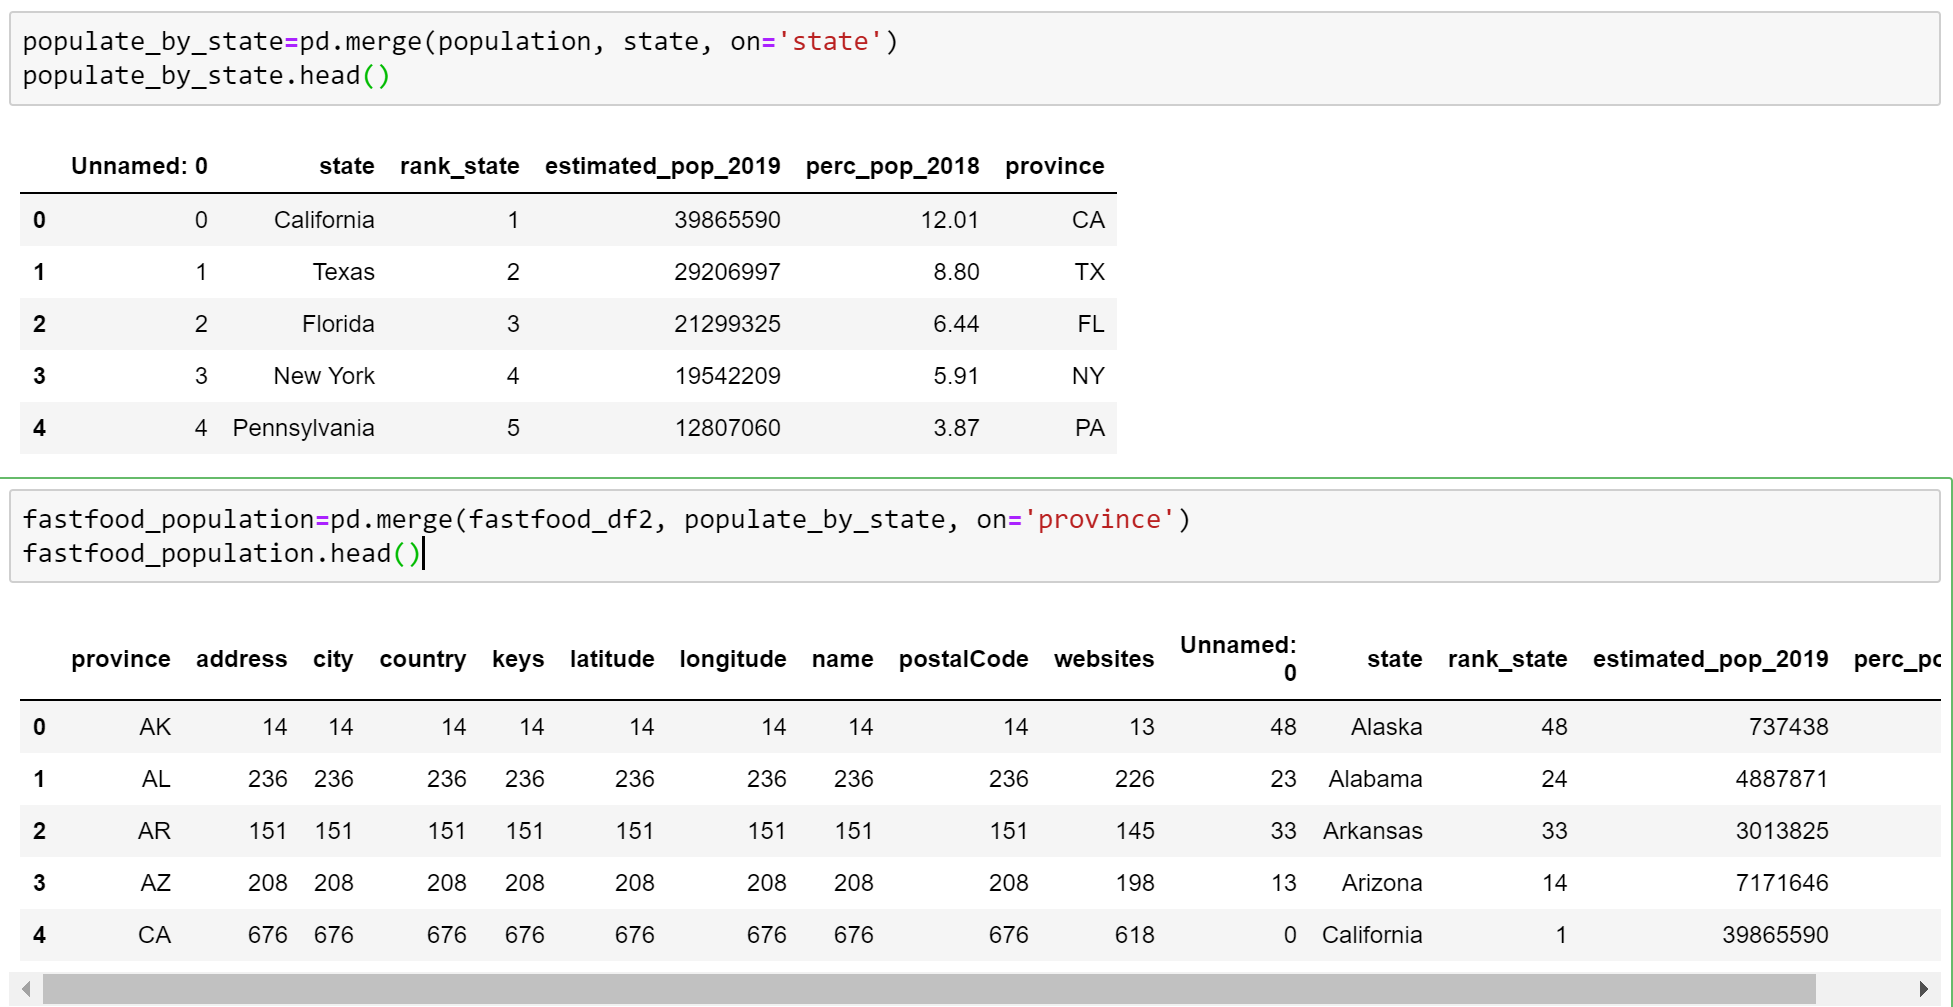 populate_by_state=pd.merge(population, state, on='state')
populate_by_state.head()
Unnamed: 0 state rank_state estimated_pop_2019 perc_pop_2018 province
0 0 California 1 39865590 12.01 CA
1 1 Texas 2 29206997 8.80 TX
2 2 Florida 3 21299325 6.44 FL
3 3 New York 4 19542209 5.91 NY
4 4 Pennsylvania 5 12807060 3.87 PA
fastfood_population=pd.merge(fastfood_df2, populate_by_state, on='province')
fastfood_population.head()
province address city country keys latitude longitude name postalCode websites Unnamed: 0 state rank_state estimated_pop_2019 perc_po
0 AK 14 14 14 14 14 14 14 14 13 48 Alaska 48 737438
1 AL 236 236 236 236 236 236 236 236 226 23 Alabama 24 4887871
2 AR 151 151 151 151 151 151 151 151 145 33 Arkansas 33 3013825
3 AZ 208 208 208 208 208 208 208 208 198 13 Arizona 14 7171646
4 CA 676 676 676 676 676 676 676 676 618 0 California 1 39865590